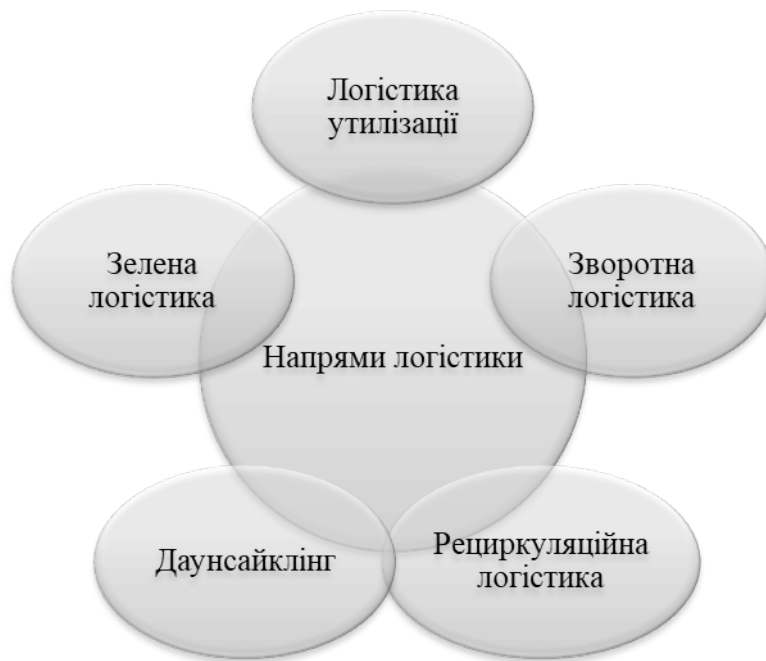 Логістика
утилізації
Зелена
логістика
Зворотна
логістика
Напрями логістики
Даунсайклінг
Рециркуляційна
логістика